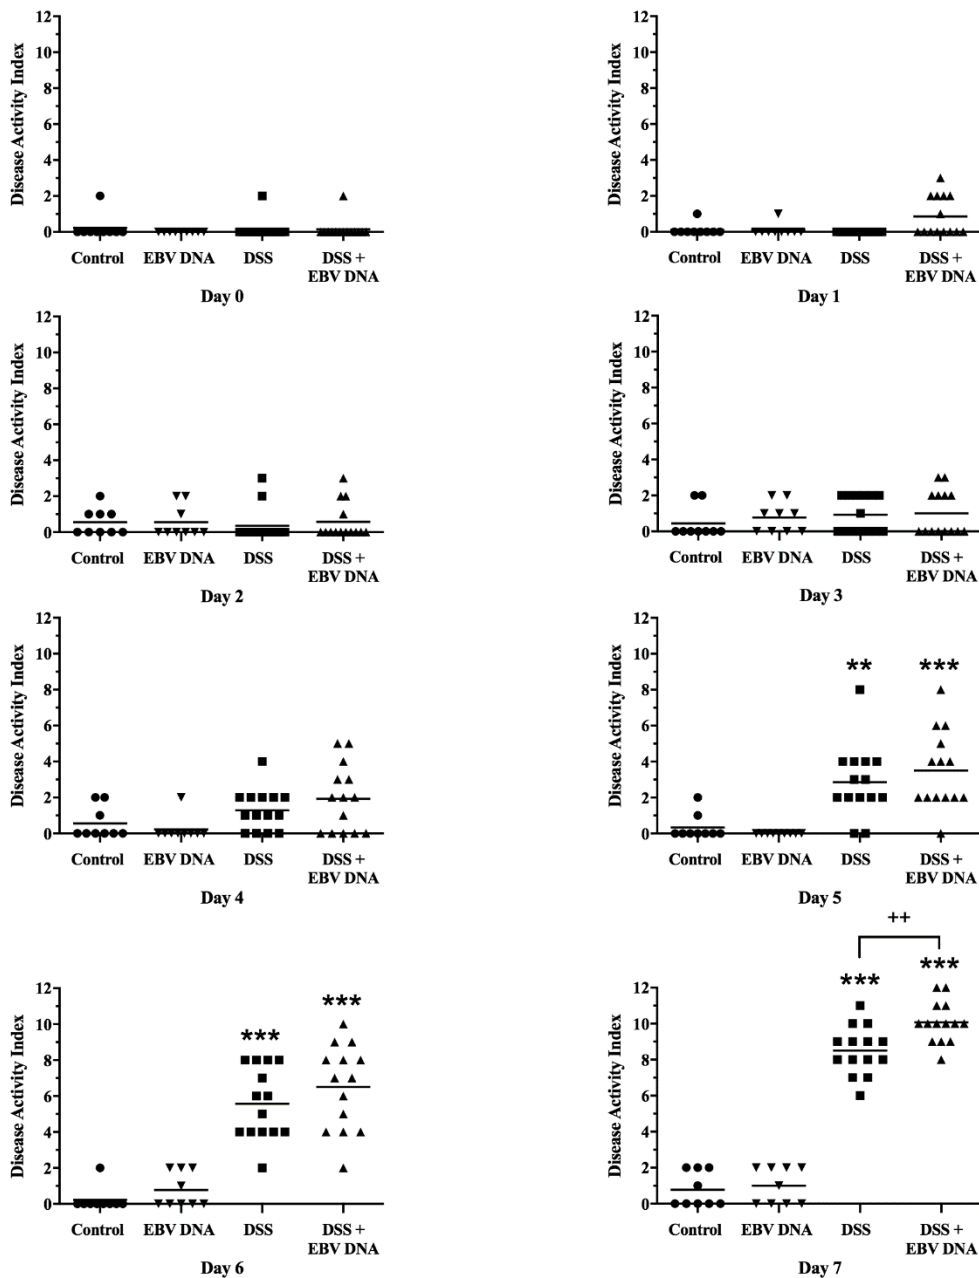 Disease Activity Index
12
10
8
6
4
2
0
Control
EBV DNA
DSS
DSS +
EBV DNA
Day 0
Disease Activity Index
12
10
8
6
4
2
0
Control
EBV DNA
DSS
DSS +
EBV DNA
Day 1
Disease Activity Index
12
10
8
6
4
2
0
Control
EBV DNA
DSS
DSS +
EBV DNA
Day 2
Disease Activity Index
12
10
8
6
4
2
0
Control
EBV DNA
DSS
DSS +
EBV DNA
Day 3
Disease Activity Index
12
10
8
6
4
2
0
Control
EBV DNA
DSS
DSS +
EBV DNA
Day 4
Disease Activity Index
12
10
8
6
4
2
0
**
***
Control
EBV DNA
DSS
DSS +
EBV DNA
Day 5
Disease Activity Index
12
10
8
6
4
2
0
***
***
Control
EBV DNA
DSS
DSS +
EBV DNA
Day 6
Disease Activity Index
12
10
8
6
4
2
0
++
***
***
Control
EBV DNA
DSS
DSS +
EBV DNA
Day 7